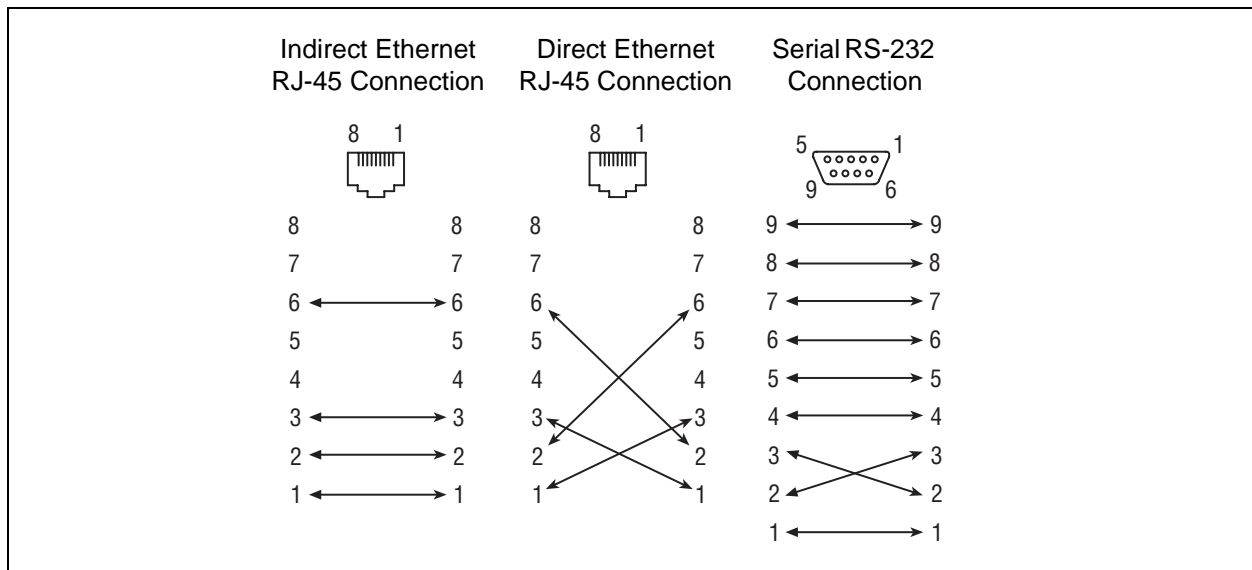 Indirect Ethernet
RJ-45 Connection
Direct Ethernet
RJ-45 Connection
Serial RS-232
Connection
8 1
8 1
5 1
9 6
8 8 8 8 9 9
7 7 7 7 8 8
6 6 6 6 7 7
5 5 5 5 6 6
4 4 4 4 5 5
3 3 3 3 4 4
2 2 2 2 3 3
1 1 1 1 2 2
1 1